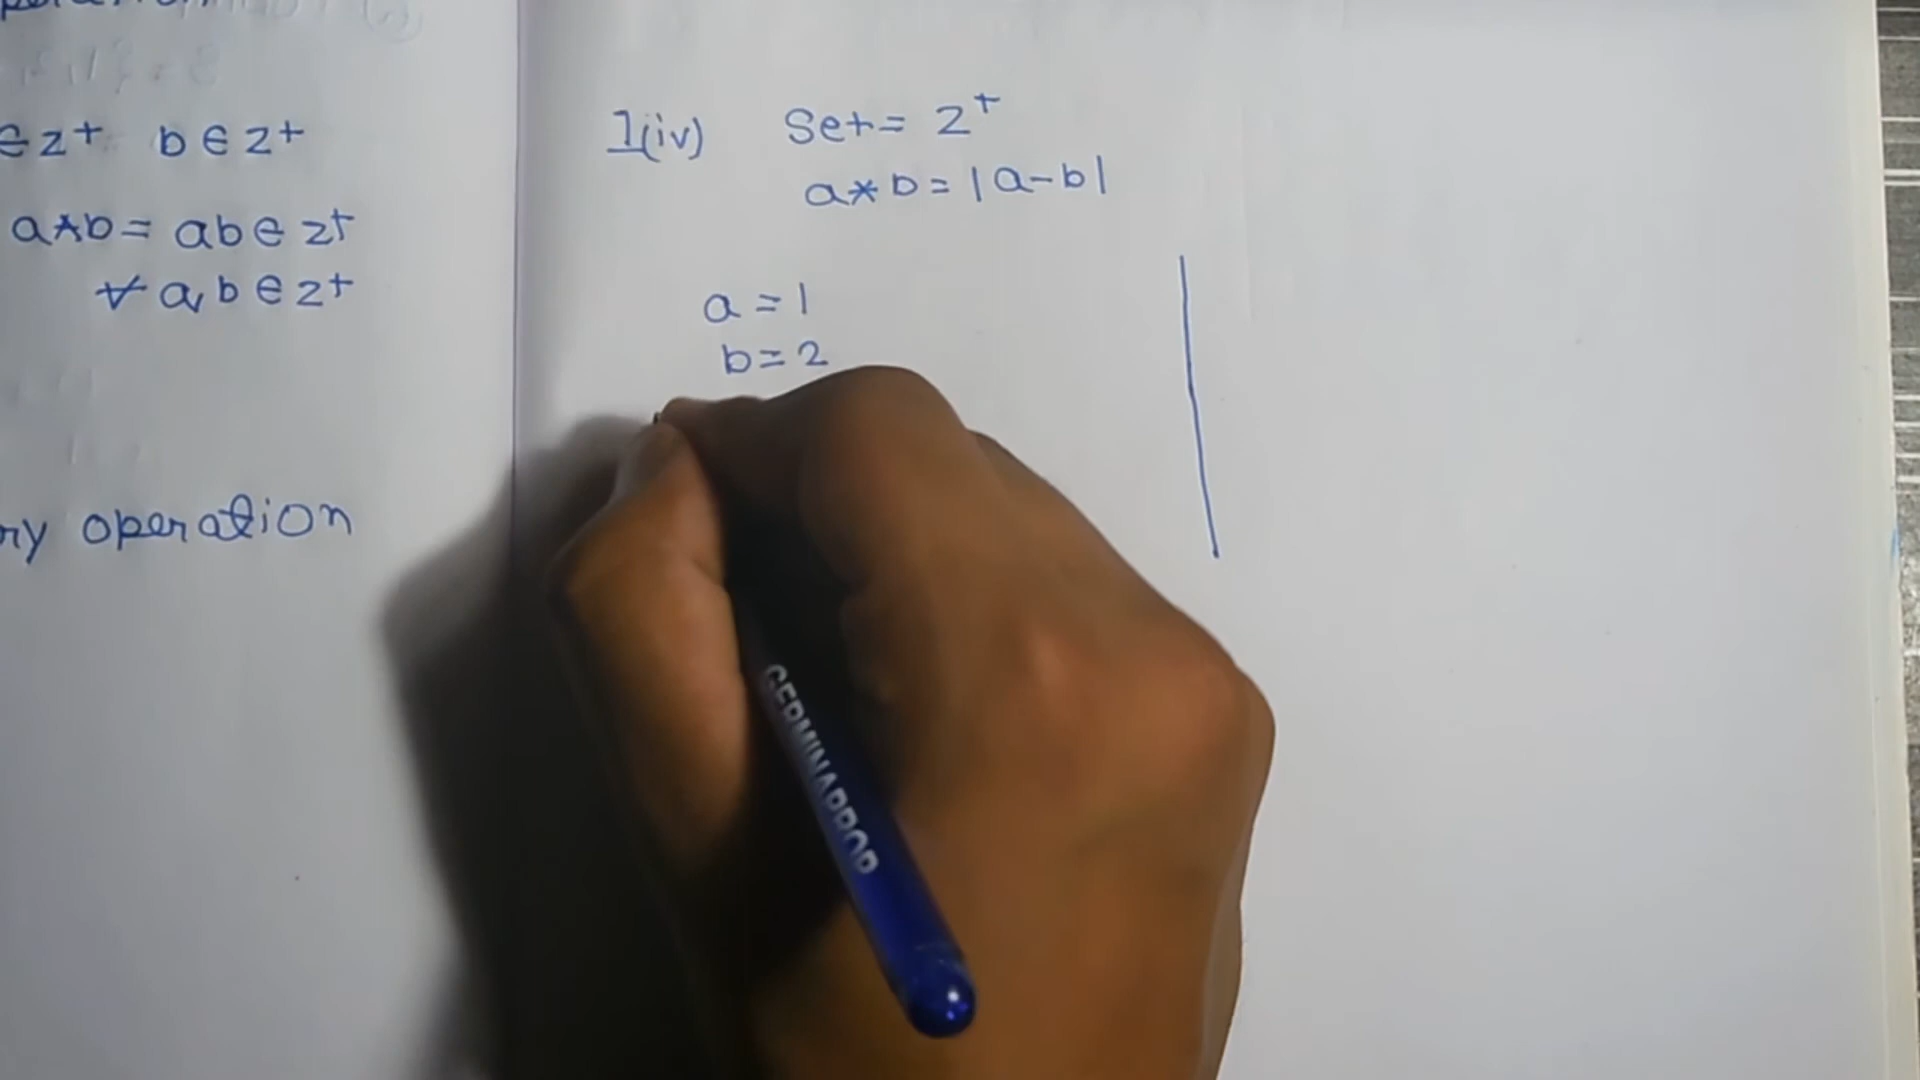 ∈ z+ b ∈ z+
a*b = ab ∈ z+
∀ a, b ∈ z+
ry operation
1(iv) Set = Z+
a*b = |a-b|
a = 1
b = 2